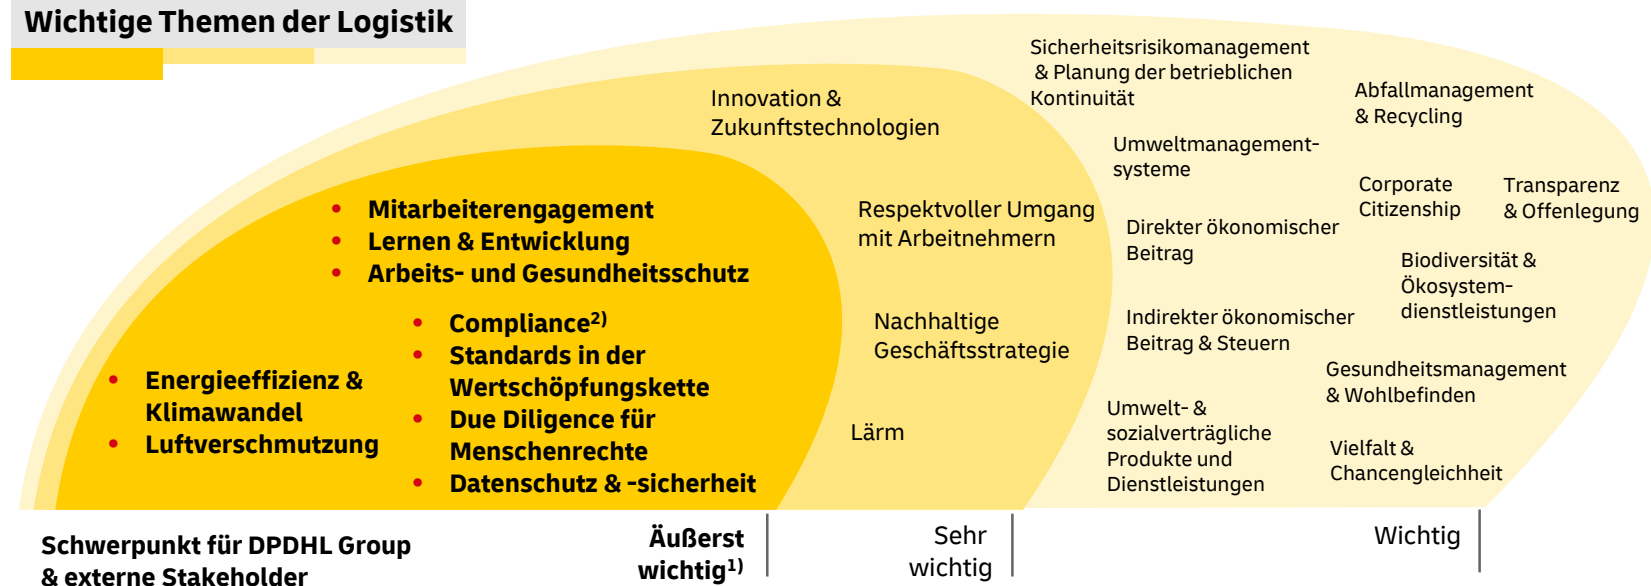 Wichtige Themen der Logistik
Sicherheitsrisikomanagement
& Planung der betrieblichen
Kontinuität
Abfallmanagement
& Recycling
Innovation &
Zukunftstechnologien
Umweltmanagement-
systeme
Corporate
Citizenship
Transparenz
& Offenlegung
• Mitarbeiterengagement
• Lernen & Entwicklung
• Arbeits- und Gesundheitsschutz
Respektvoller Umgang
mit Arbeitnehmern
Direkter ökonomischer
Beitrag
Biodiversität &
Ökosystem-
dienstleistungen
• Compliance²⁾
• Standards in der
Wertschöpfungskette
• Due Diligence für
Menschenrechte
• Datenschutz & -sicherheit
Nachhaltige
Geschäftsstrategie
Indirekter ökonomischer
Beitrag & Steuern
Gesundheitsmanagement
& Wohlbefinden
• Energieeffizienz &
Klimawandel
• Luftverschmutzung
Lärm
Umwelt- &
sozialverträgliche
Produkte und
Dienstleistungen
Vielfalt &
Chancengleichheit
Schwerpunkt für DPDHL Group
& externe Stakeholder
Äußerst
wichtig¹⁾
Sehr
wichtig
Wichtig